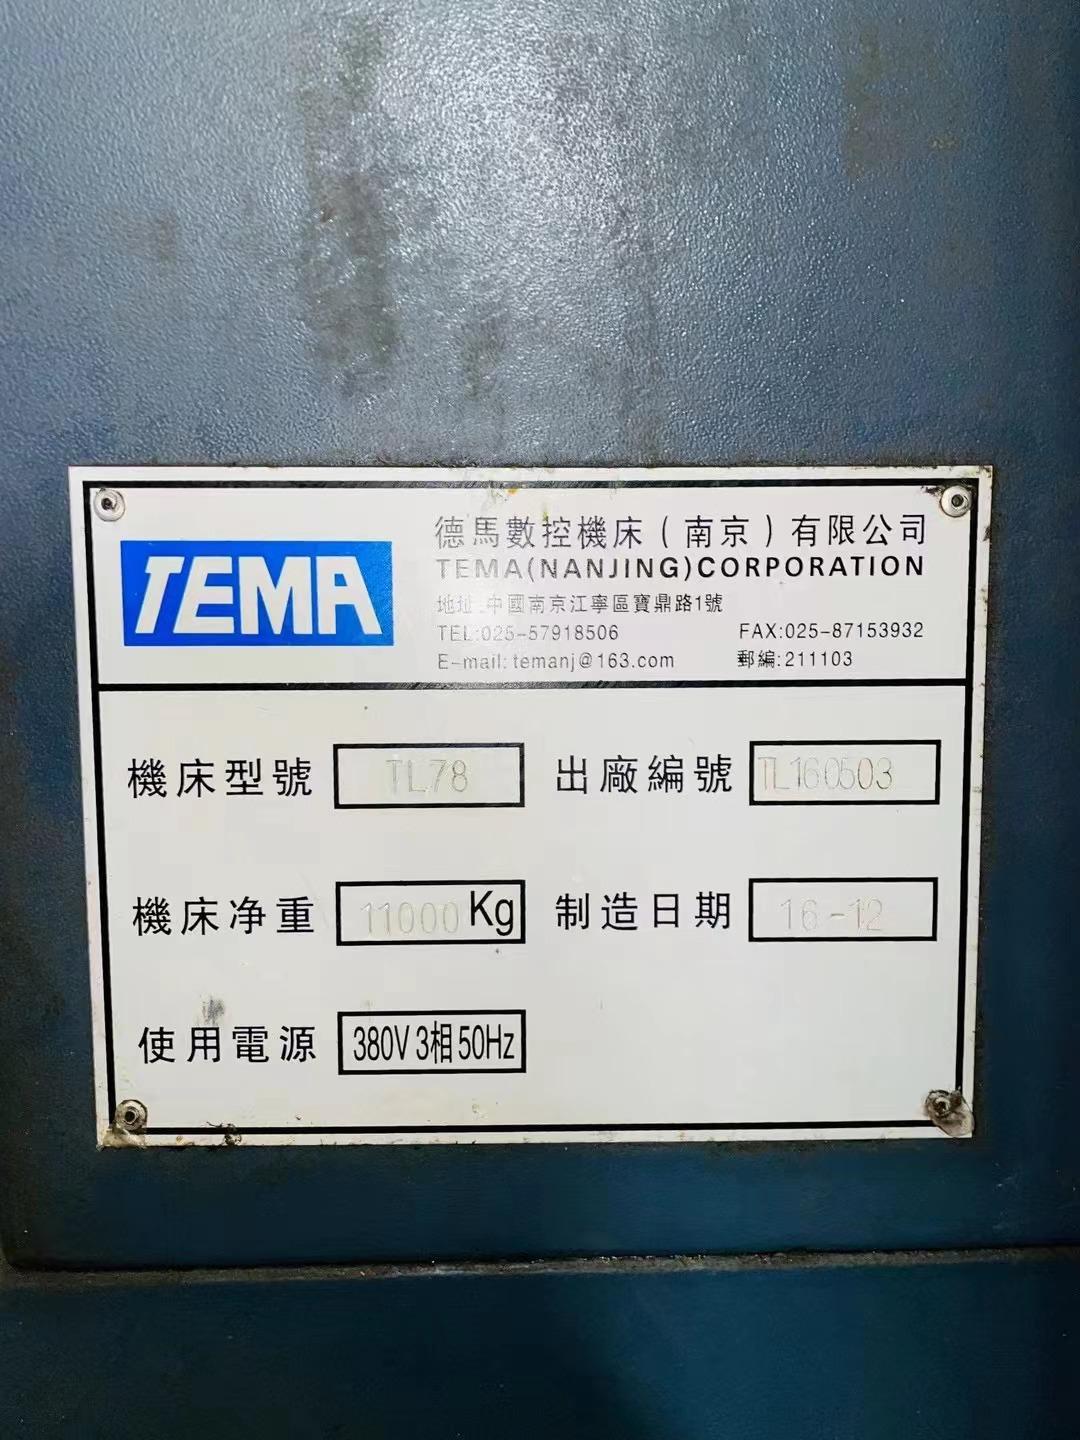 TEMA
德馬數控機床(南京)有限公司
TEMA(NANJING)CORPORATION
地址:中國南京江寧區寶鼎路1號
TEL:025-57918506 FAX:025-87153932
E-mail:temanj@163.com 郵編:211103
機床型號 TL78 出廠編號 TL160503
機床净重 11000 Kg 制造日期 16-12
使用電源 380V 3相 50Hz